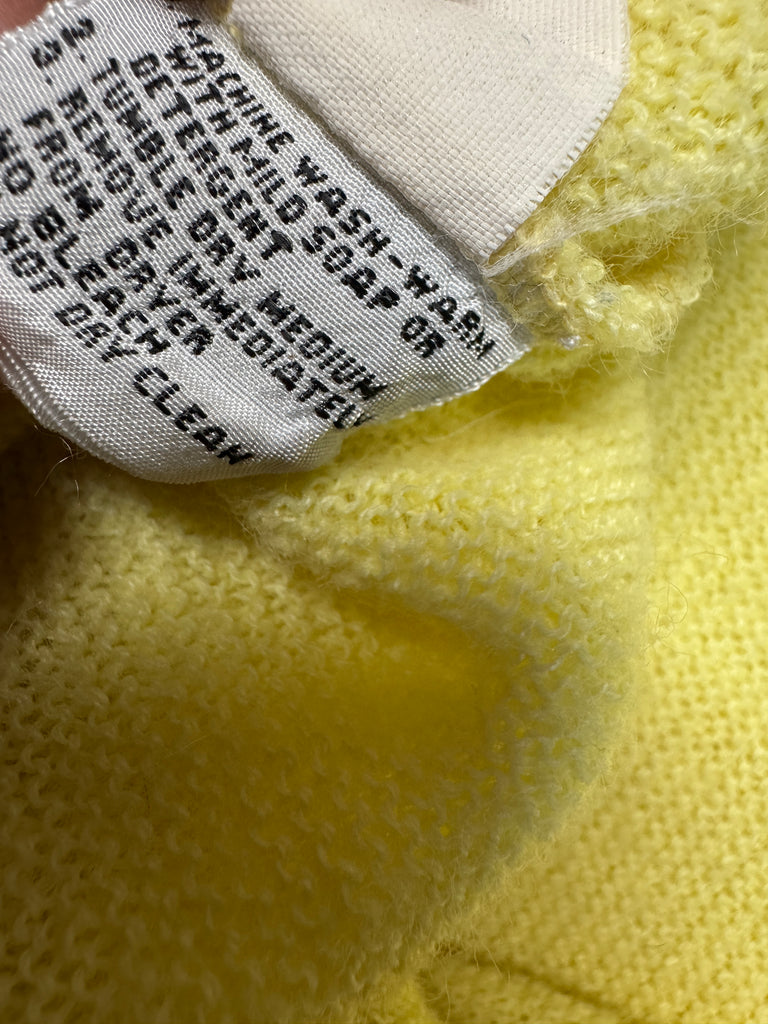 MACHINE WASH-WARM
WITH MILD SOAP OR
DETERGENT
2. TUMBLE DRY MEDIUM
3. REMOVE IMMEDIATELY
FROM DRYER
NO BLEACH
NOT DRY CLEAN